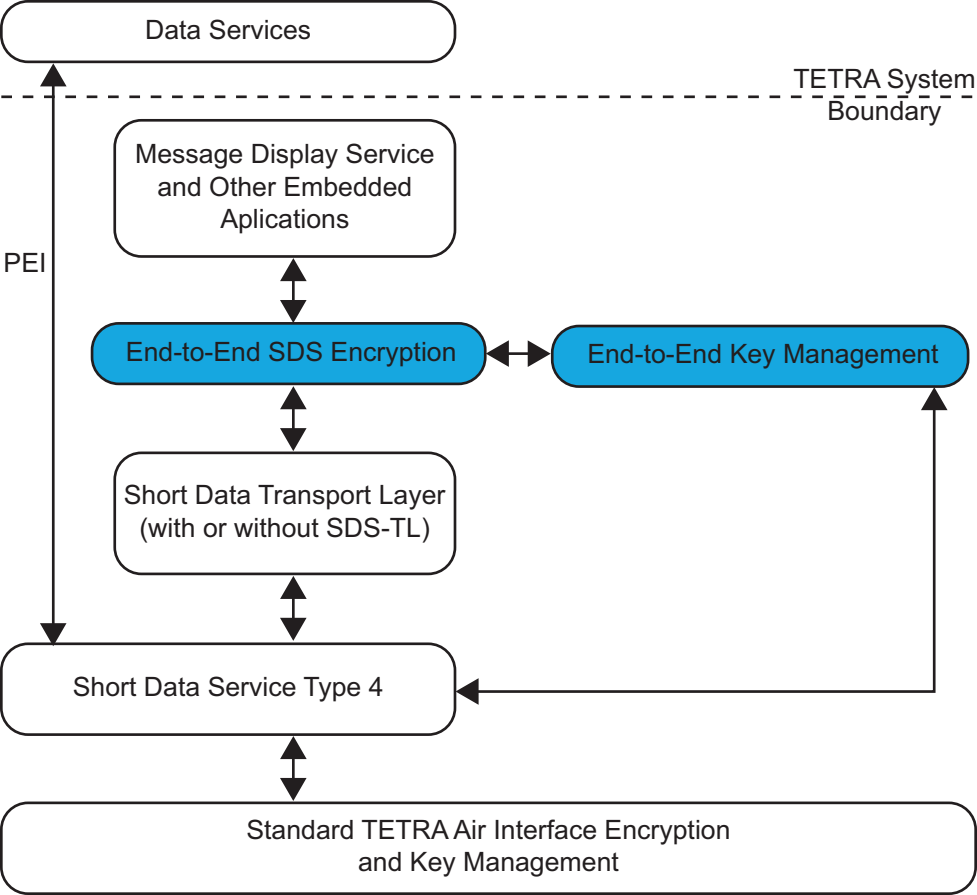 Data Services
TETRA System
Boundary
Message Display Service
and Other Embedded
Aplications
PEI
End-to-End SDS Encryption
End-to-End Key Management
Short Data Transport Layer
(with or without SDS-TL)
Short Data Service Type 4
Standard TETRA Air Interface Encryption
and Key Management